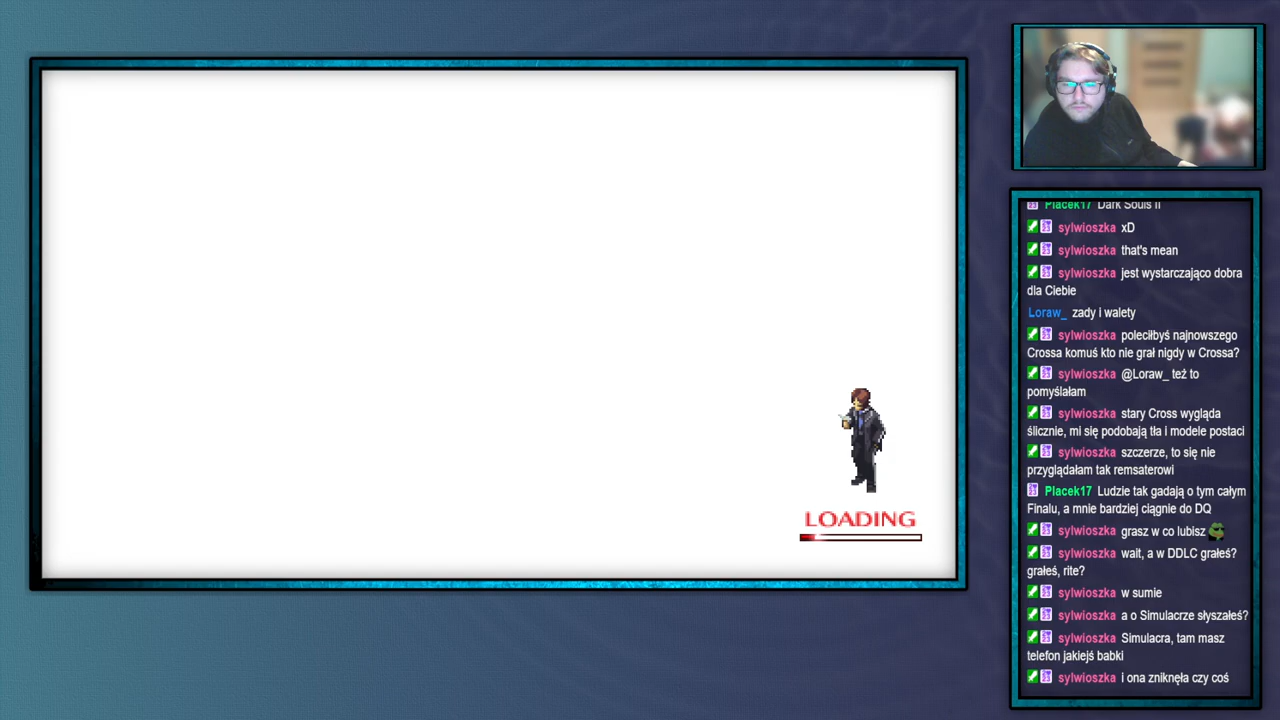 LOADING
Placek17 Dark Souls II
sylwioszka xD
sylwioszka that's mean
sylwioszka jest wystarczająco dobra
dla Ciebie
Loraw_ zady i walety
sylwioszka poleciłbyś najnowszego
Crossa komuś kto nie grał nigdy w Crossa?
sylwioszka @Loraw_ też to
pomyślałam
sylwioszka stary Cross wygląda
ślicznie, mi się podobają tła i modele postaci
sylwioszka szczerze, to się nie
przyglądałam tak remsaterowi
Placek17 Ludzie tak gadają o tym całym
Finalu, a mnie bardziej ciągnie do DQ
sylwioszka grasz w co lubisz
sylwioszka wait, a w DDLC grałeś?
grałeś, rite?
sylwioszka w sumie
sylwioszka a o Simulacrze słyszałeś?
sylwioszka Simulacra, tam masz
telefon jakiejś babki
sylwioszka i ona zniknęła czy coś